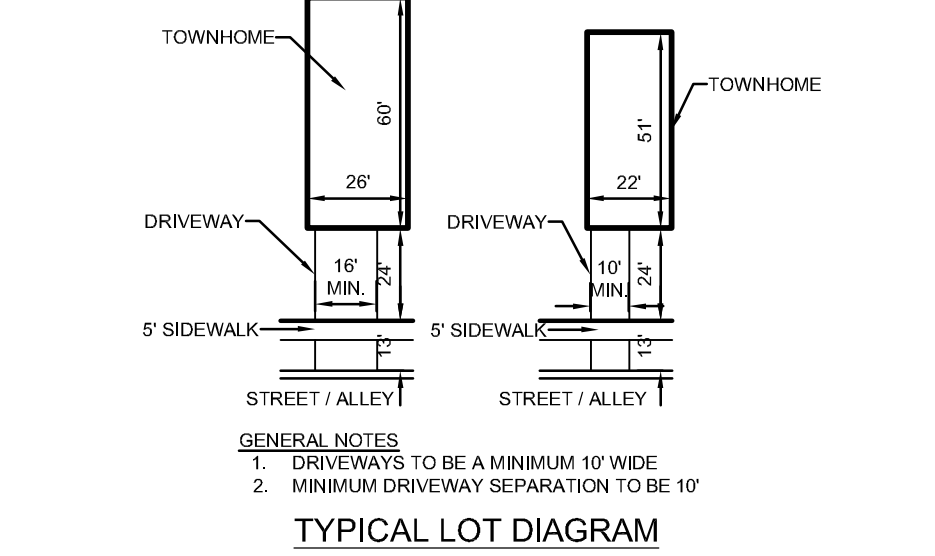 TOWNHOME
60'
26'
DRIVEWAY
16'
MIN.
24'
5' SIDEWALK
13'
STREET / ALLEY
TOWNHOME
51'
22'
DRIVEWAY
10'
MIN.
24'
5' SIDEWALK
13'
STREET / ALLEY
GENERAL NOTES
1. DRIVEWAYS TO BE A MINIMUM 10' WIDE
2. MINIMUM DRIVEWAY SEPARATION TO BE 10'
TYPICAL LOT DIAGRAM